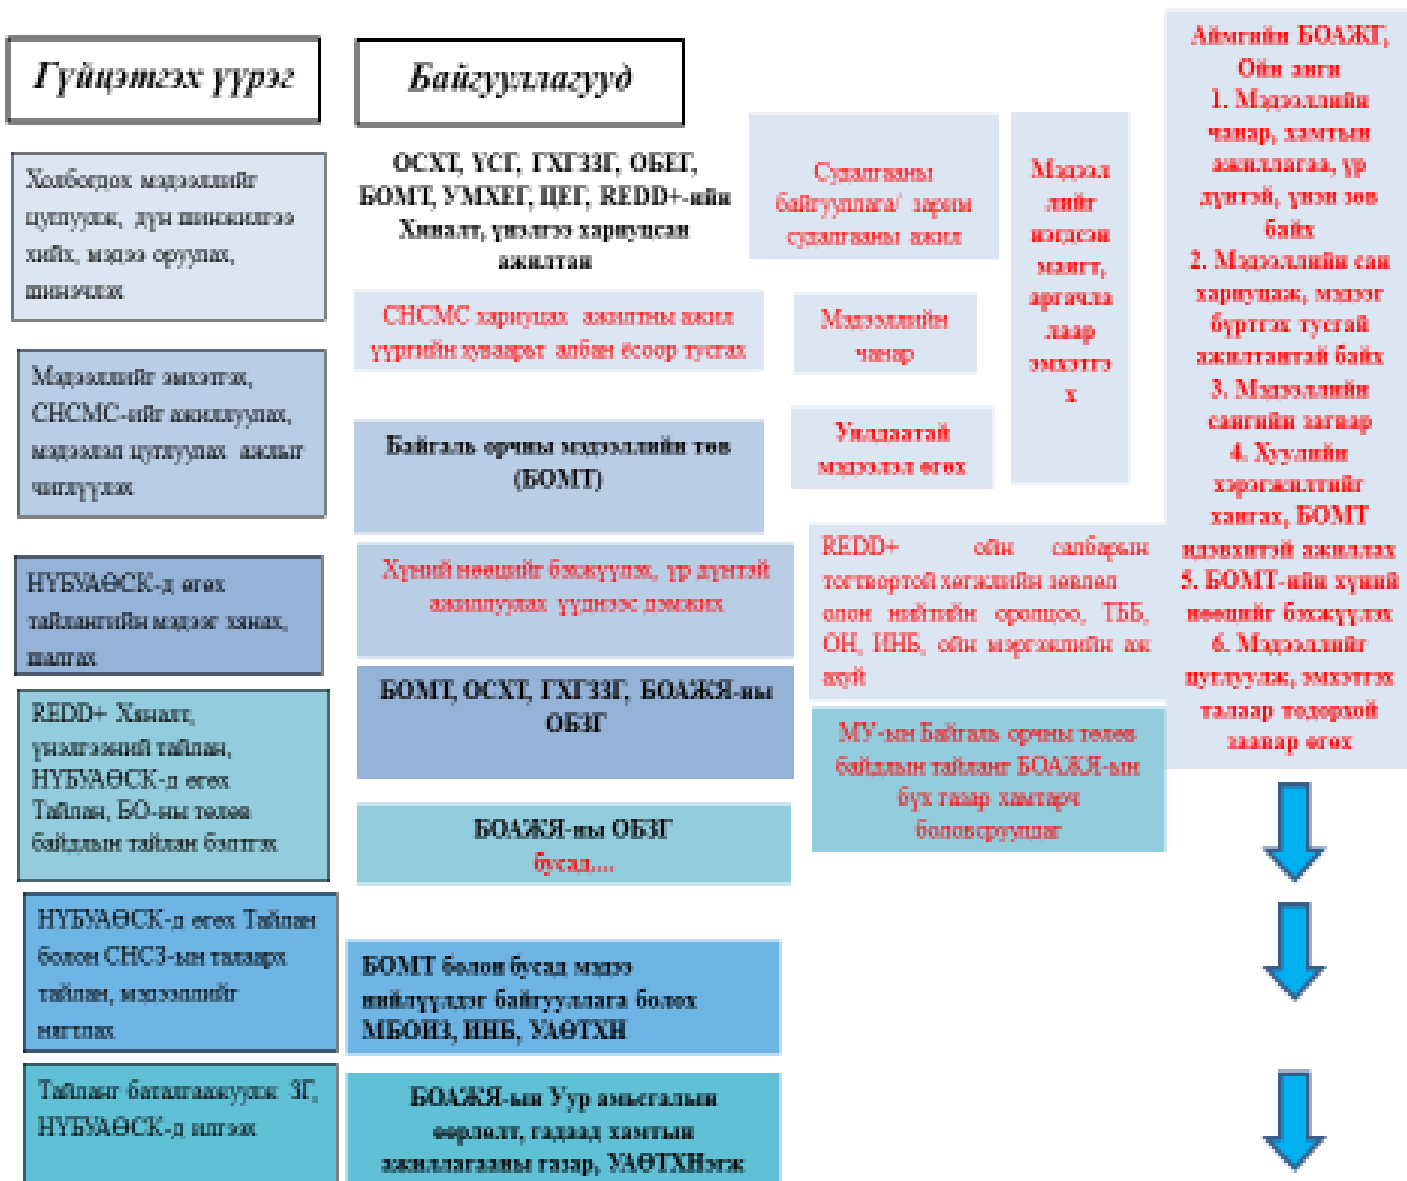 Гүйцэтгэх үүрэг
Байгууллагууд
Холбогдох мэдээллийг
цуглуулж, дүн шинжилгээ
хийх, мэдээ оруулах,
шинэчлэх
Мэдээллийг эмхэтгэх,
СНСМС-ийг ажиллуулах,
мэдээлэл цуглуулах ажлыг
чиглүүлэх
НҮБУАӨСК-д өгөх
тайлангийн мэдээг хянах,
шалгах
REDD+ Хяналт,
үнэлгээний тайлан,
НҮБУАӨСК-д өгөх
Тайлан, БО-ны төлөв
байдлын тайлан бэлтгэх
НҮБУАӨСК-д өгөх Тайлан
болон СНСЗ-ын талаарх
тайлан, мэдээллийг
нягтлах
Тайланг баталгаажуулж ЗГ,
НҮБУАӨСК-д илгээх
ОСХТ, ҮСГ, ГХГЗЗГ, ОБЕГ,
БОМТ, УМХЕГ, ЦЕГ, REDD+-ийн
Хяналт, үнэлгээ хариуцсан
ажилтан
СНСМС хариуцах ажилтны ажил
үүргийн хуваарьт албан ёсоор тусгах
Байгаль орчны мэдээллийн төв
(БОМТ)
Хүний нөөцийг бэхжүүлэх, үр дүнтэй
ажиллуулах үүднээс дэмжих
БОМТ, ОСХТ, ГХГЗЗГ, БОАЖЯ-ны
ОБЗГ
БОАЖЯ-ны ОБЗГ
бусад....
БОМТ болон бусад мэдээ
нийлүүлдэг байгууллага болох
МБОИЗ, ИНБ, УАӨТХН
БОАЖЯ-ын Уур амьсгалын
өөрлөлт, гадаад хамтын
ажиллагааны газар, УАӨТХНэгж
Судалгааны
байгууллага/ зарим
судалгааны ажил
Мэдээллийн
чанар
Уялдаатай
мэдээлэл өгөх
Мэдээл
лийг
нэгдсэн
маягт,
аргачла
лаар
эмхэтгэ
х
REDD+ ойн салбарын
тогтвортой хөгжлийн зөвлөл
олон нийтийн оролцоо, ТББ,
ОН, ИНБ, ойн мэргэжлийн аж
ахуй
МУ-ын Байгаль орчны төлөв
байдлын тайланг БОАЖЯ-ын
бүх газар хамтарч
боловсруулдаг
Аймгийн БОАЖГ,
Ойн анги
1. Мэдээллийн
чанар, хамтын
ажиллагаа, үр
дүнтэй, үнэн зөв
байх
2. Мэдээллийн сан
хариуцаж, мэдээг
бүртгэх тусгай
ажилтантай байх
3. Мэдээллийн
сангийн загвар
4. Хуулийн
хэрэгжилтийг
хангах, БОМТ
идэвхитэй ажиллах
5. БОМТ-ийн хүний
нөөцийг бэхжүүлэх
6. Мэдээллийг
цуглуулж, эмхэтгэх
талаар тодорхой
заавар өгөх